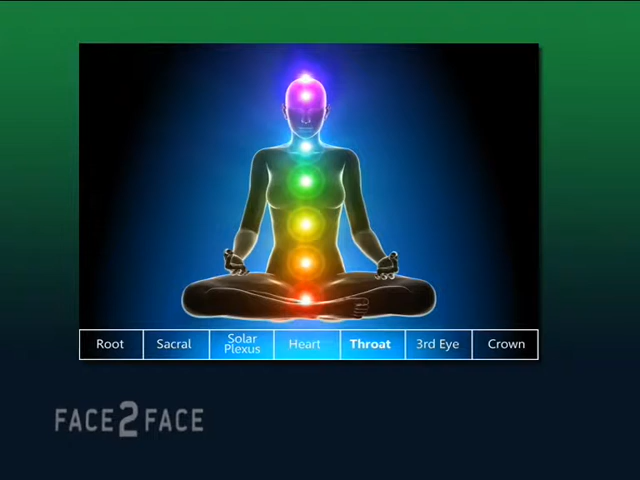 Root
Sacral
Solar
Plexus
Heart
Throat
3rd Eye
Crown
FACE2FACE